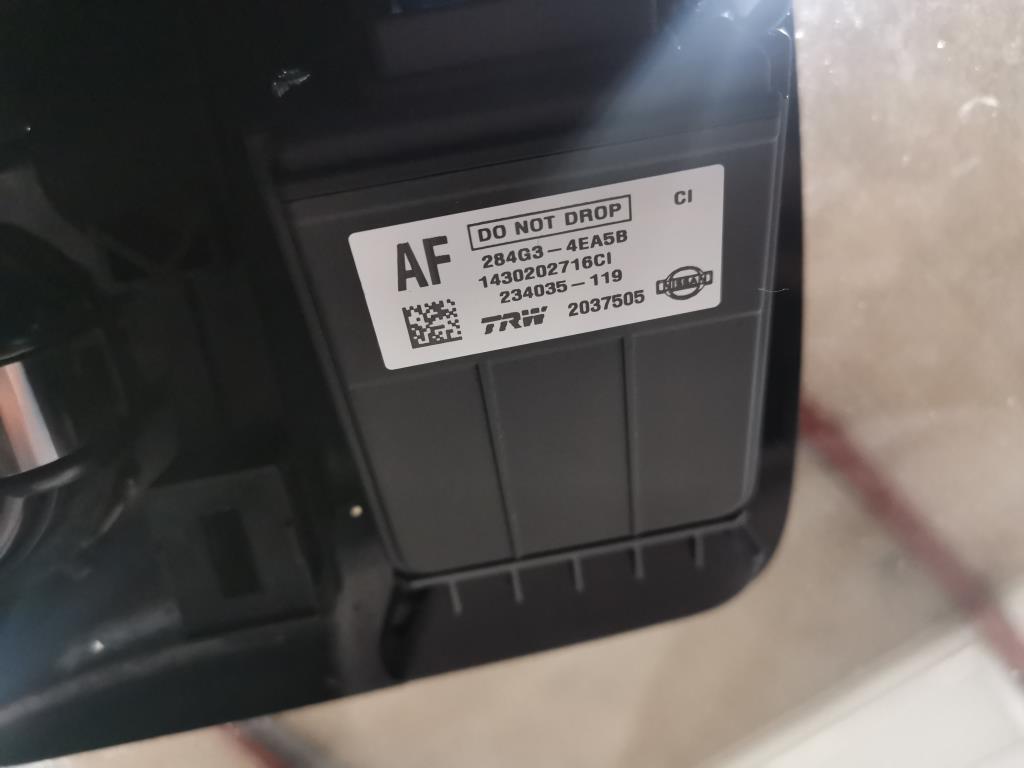 AF
DO NOT DROP
CI
284G3-4EA5B
1430202716CI
234035-119
TRW 2037505
NISSAN